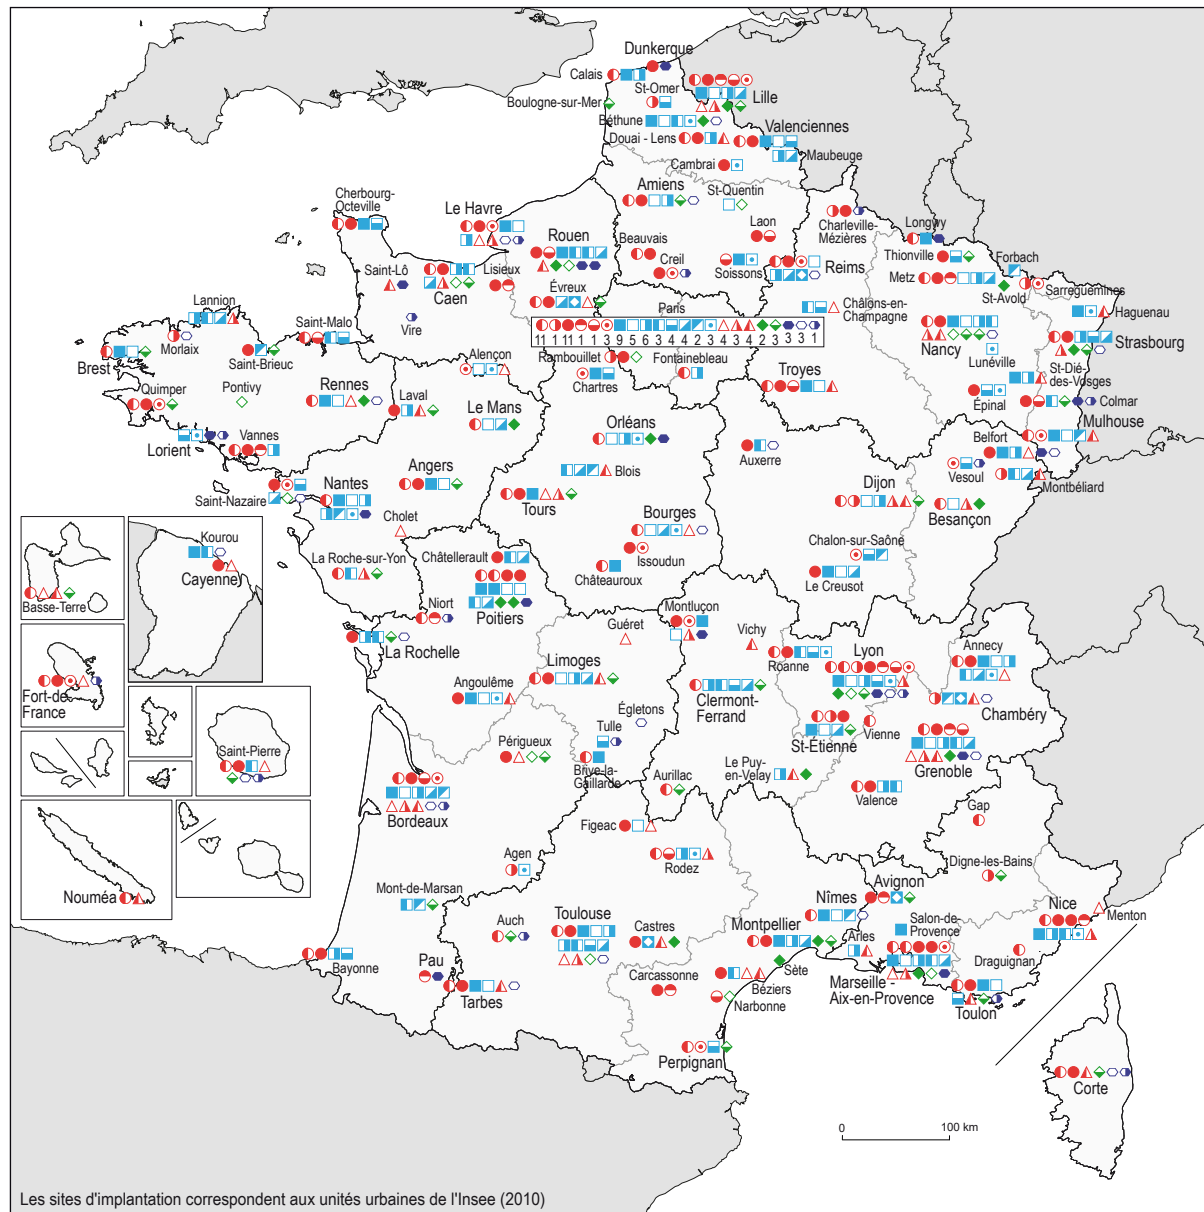 Dunkerque
Calais
St-Omer
Boulogne-sur-Mer
Lille
Béthune
Valenciennes
Douai - Lens
Maubeuge
Cambrai
Amiens
St-Quentin
Cherbourg-
Octeville
Le Havre
Laon
Charleville-
Mézières
Rouen
Beauvais
Longwy
Thionville
Forbach
Creil
Soissons
Reims
Metz
Saint-Lô
Caen
Lisieux
Évreux
St-Avold
Sarreguemines
Lannion
Vire
Paris
Châlons-en-
Champagne
Haguenau
Saint-Malo
11 1 11 1 1 3 9 5 6 3 4 4 2 3 4 3 4 2 3 3 3 1
Nancy
Strasbourg
Morlaix
Saint-Brieuc
Lunéville
Brest
Alençon
Rambouillet
Fontainebleau
Troyes
St-Dié-
des-Vosges
Chartres
Épinal
Quimper
Pontivy
Rennes
Laval
Le Mans
Colmar
Mulhouse
Orléans
Lorient
Vannes
Auxerre
Belfort
Vesoul
Montbéliard
Angers
Blois
Saint-Nazaire
Nantes
Tours
Dijon
Besançon
Cholet
Bourges
Kourou
Cayenne
Châtellerault
Issoudun
Chalon-sur-Saône
La Roche-sur-Yon
Châteauroux
Le Creusot
Basse-Terre
Poitiers
Niort
Montluçon
Guéret
Vichy
La Rochelle
Roanne
Lyon
Annecy
Fort-de-
France
Limoges
Angoulême
Clermont-
Ferrand
Chambéry
Égletons
Vienne
St-Étienne
Saint-Pierre
Tulle
Périgueux
Grenoble
Brive-la-
Gaillarde
Le Puy-
en-Velay
Aurillac
Valence
Bordeaux
Gap
Figeac
Agen
Rodez
Digne-les-Bains
Nouméa
Mont-de-Marsan
Avignon
Nîmes
Nice
Menton
Auch
Toulouse
Castres
Montpellier
Salon-de-
Provence
Arles
Bayonne
Pau
Draguignan
Tarbes
Carcassonne
Sète
Béziers
Marseille -
Aix-en-Provence
Narbonne
Toulon
Perpignan
Corte
0 100 km
Les sites d'implantation correspondent aux unités urbaines de l'Insee (2010)